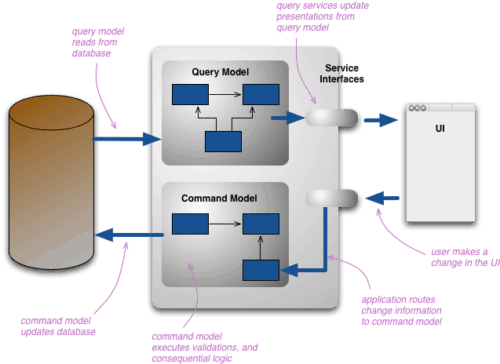 query model
reads from
database
query services update
presentations from
query model
Query Model
Service
Interfaces
UI
Command Model
user makes a
change in the UI
application routes
change information
to command model
command model
updates database
command model
executes validations, and
consequential logic